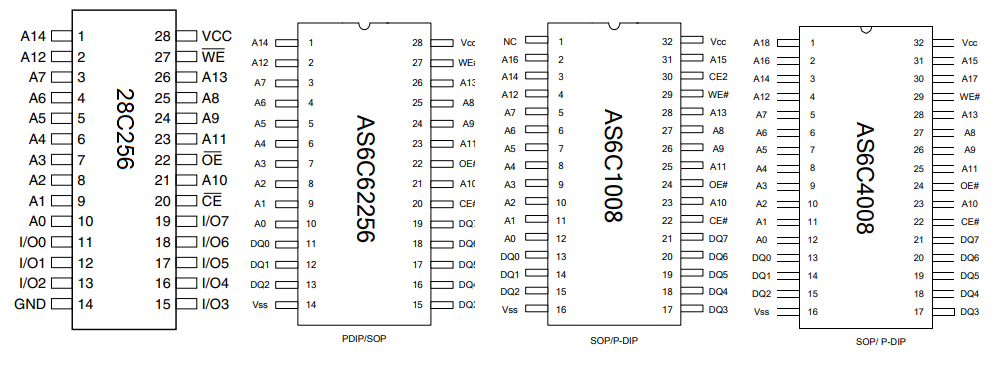 A14 1 28 VCC
A12 2 27 WE
A7 3 26 A13
A6 4 25 A8
A5 5 24 A9
A4 6 23 A11
A3 7 22 OE
A2 8 21 A10
A1 9 20 CE
A0 10 19 I/O7
I/O0 11 18 I/O6
I/O1 12 17 I/O5
I/O2 13 16 I/O4
GND 14 15 I/O3
28C256
A14 1 28 Vcc
A12 2 27 WE
A7 3 26 A13
A6 4 25 A8
A5 5 24 A9
A4 6 23 A11
A3 7 22 OE#
A2 8 21 A10
A1 9 20 CE#
A0 10 19 DQ
DQ0 11 18 DQ
DQ1 12 17 DQ
DQ2 13 16 DQ
Vss 14 15 DQ
AS6C62256
PDIP/SOP
NC 1 32 Vcc
A16 2 31 A15
A14 3 30 CE2
A12 4 29 WE#
A7 5 28 A13
A6 6 27 A8
A5 7 26 A9
A4 8 25 A11
A3 9 24 OE#
A2 10 23 A10
A1 11 22 CE#
A0 12 21 DQ7
DQ0 13 20 DQ6
DQ1 14 19 DQ5
DQ2 15 18 DQ4
Vss 16 17 DQ3
AS6C1008
SOP/P-DIP
A18 1 32 Vcc
A16 2 31 A15
A14 3 30 A17
A12 4 29 WE#
A7 5 28 A13
A6 6 27 A8
A5 7 26 A9
A4 8 25 A11
A3 9 24 OE#
A2 10 23 A10
A1 11 22 CE#
A0 12 21 DQ7
DQ0 13 20 DQ6
DQ1 14 19 DQ5
DQ2 15 18 DQ4
Vss 16 17 DQ3
AS6C4008
SOP/ P-DIP